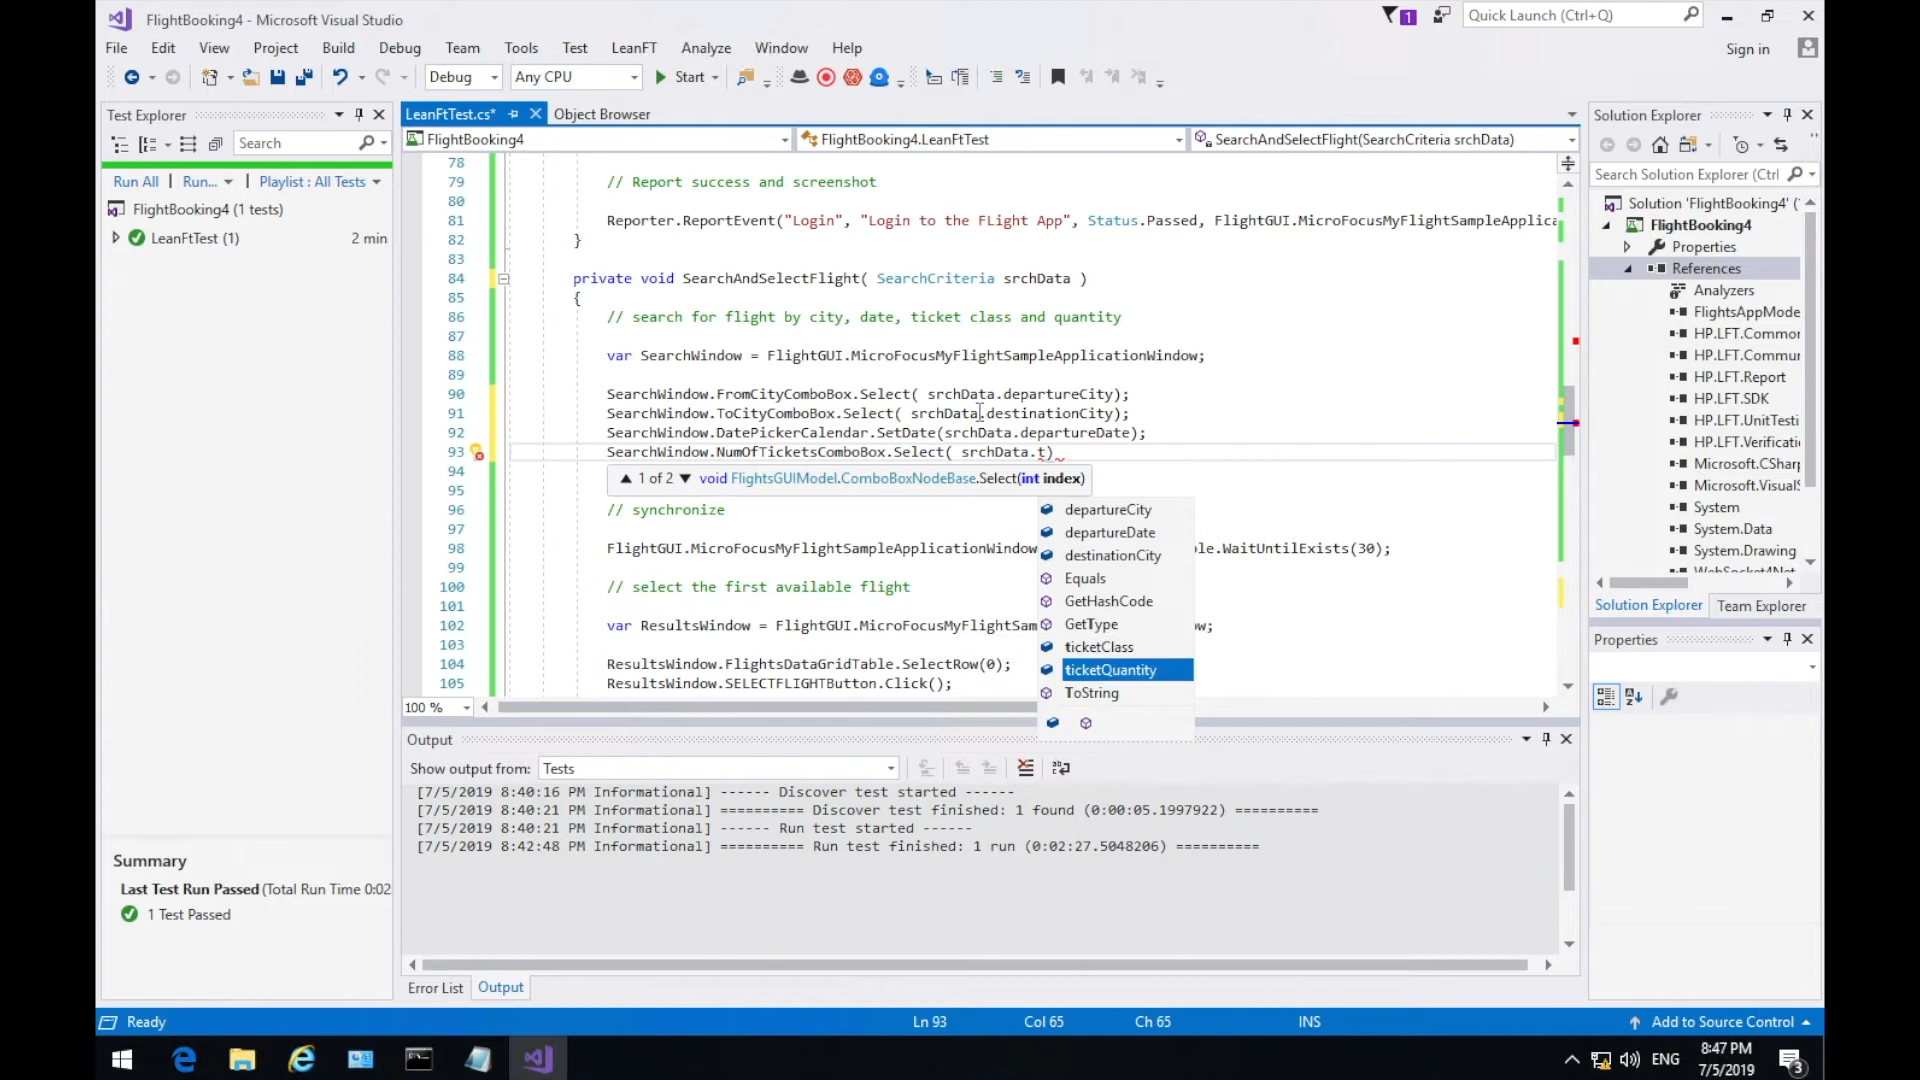 FlightBooking4 - Microsoft Visual Studio
1
Quick Launch (Ctrl+Q)
File Edit View Project Build Debug Team Tools Test LeanFT Analyze Window Help
Sign in
Debug Any CPU Start
Test Explorer
Search
Run All | Run... | Playlist : All Tests
FlightBooking4 (1 tests)
LeanFtTest (1) 2 min
Summary
Last Test Run Passed (Total Run Time 0:02
1 Test Passed
LeanFtTest.cs* Object Browser
FlightBooking4 FlightBooking4.LeanFtTest SearchAndSelectFlight(SearchCriteria srchData)
78
79 // Report success and screenshot
80
81 Reporter.ReportEvent("Login", "Login to the FLight App", Status.Passed, FlightGUI.MicroFocusMyFlightSampleApplica
82 }
83
84 private void SearchAndSelectFlight( SearchCriteria srchData )
85 {
86 // search for flight by city, date, ticket class and quantity
87
88 var SearchWindow = FlightGUI.MicroFocusMyFlightSampleApplicationWindow;
89
90 SearchWindow.FromCityComboBox.Select( srchData.departureCity);
91 SearchWindow.ToCityComboBox.Select( srchData.destinationCity);
92 SearchWindow.DatePickerCalendar.SetDate(srchData.departureDate);
93 SearchWindow.NumOfTicketsComboBox.Select( srchData.t)
94 1 of 2 void FlightsGUIModel.ComboBoxNodeBase.Select(int index)
95
96 // synchronize
97
98 FlightGUI.MicroFocusMyFlightSampleApplicationWindow le.WaitUntilExists(30);
99
100 // select the first available flight
101
102 var ResultsWindow = FlightGUI.MicroFocusMyFlightSam w;
103
104 ResultsWindow.FlightsDataGridTable.SelectRow(0);
105 ResultsWindow.SELECTFLIGHTButton.Click();
departureCity
departureDate
destinationCity
Equals
GetHashCode
GetType
ticketClass
ticketQuantity
ToString
100 %
Output
Show output from: Tests
[7/5/2019 8:40:16 PM Informational] ------ Discover test started ------
[7/5/2019 8:40:21 PM Informational] ========== Discover test finished: 1 found (0:00:05.1997922) ==========
[7/5/2019 8:40:21 PM Informational] ------ Run test started ------
[7/5/2019 8:42:48 PM Informational] ========== Run test finished: 1 run (0:02:27.5048206) ==========
Error List Output
Solution Explorer
Search Solution Explorer (Ctrl
Solution 'FlightBooking4' (
FlightBooking4
Properties
References
Analyzers
FlightsAppMode
HP.LFT.Common
HP.LFT.Commun
HP.LFT.Report
HP.LFT.SDK
HP.LFT.UnitTesti
HP.LFT.Verificati
Microsoft.CSharp
Microsoft.VisualS
System
System.Data
System.Drawing
Solution Explorer Team Explorer
Properties
Ready Ln 93 Col 65 Ch 65 INS Add to Source Control
ENG
8:47 PM
7/5/2019
3